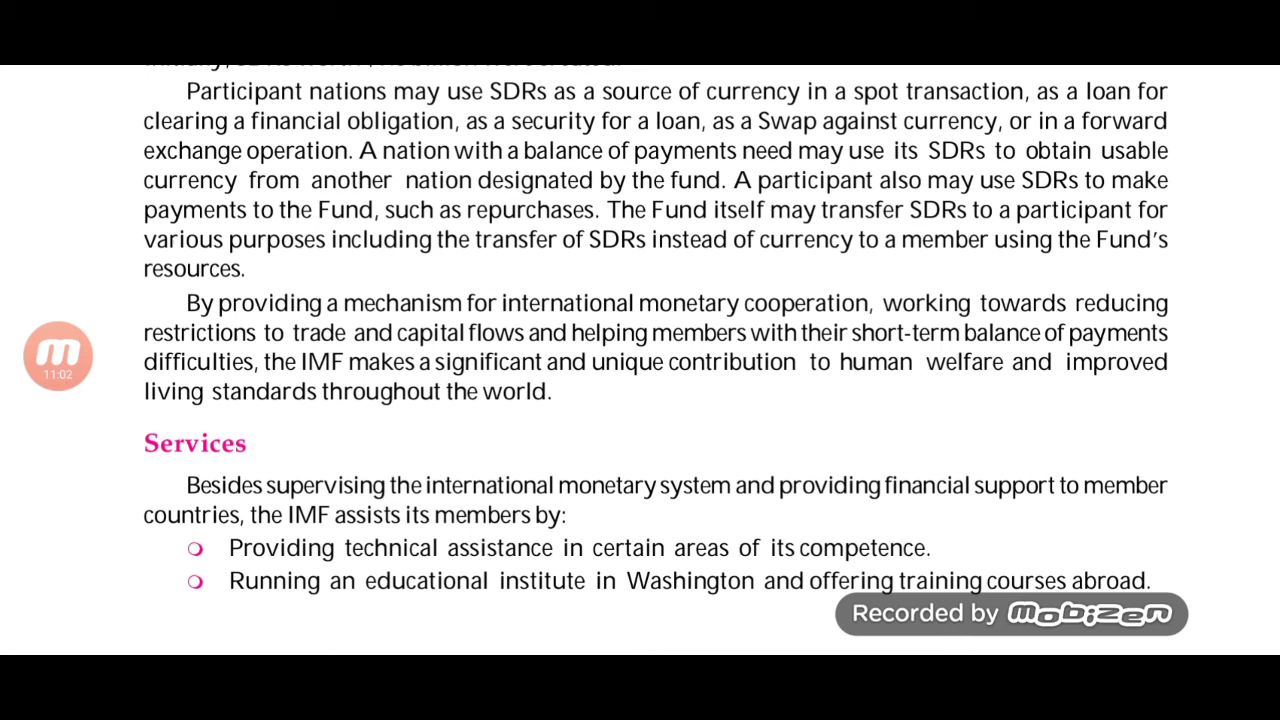 Participant nations may use SDRs as a source of currency in a spot transaction, as a loan for
clearing a financial obligation, as a security for a loan, as a Swap against currency, or in a forward
exchange operation. A nation with a balance of payments need may use its SDRs to obtain usable
currency from another nation designated by the fund. A participant also may use SDRs to make
payments to the Fund, such as repurchases. The Fund itself may transfer SDRs to a participant for
various purposes including the transfer of SDRs instead of currency to a member using the Fund's
resources.
By providing a mechanism for international monetary cooperation, working towards reducing
restrictions to trade and capital flows and helping members with their short-term balance of payments
difficulties, the IMF makes a significant and unique contribution to human welfare and improved
living standards throughout the world.
m
11:02
Services
Besides supervising the international monetary system and providing financial support to member
countries, the IMF assists its members by:
Providing technical assistance in certain areas of its competence.
Running an educational institute in Washington and offering training courses abroad.
Recorded by mobizen